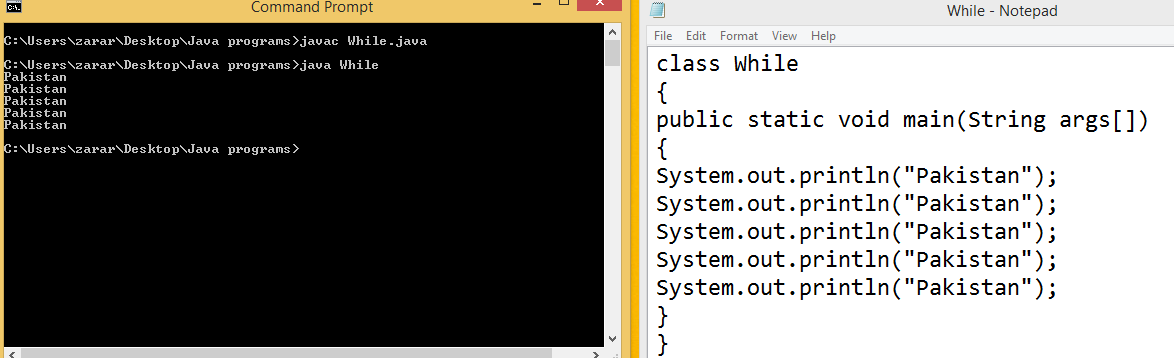 Command Prompt
C:\Users\zarar\Desktop\Java programs>javac While.java
C:\Users\zarar\Desktop\Java programs>java While
Pakistan
Pakistan
Pakistan
Pakistan
Pakistan
C:\Users\zarar\Desktop\Java programs>
While - Notepad
File Edit Format View Help
class While
{
public static void main(String args[])
{
System.out.println("Pakistan");
System.out.println("Pakistan");
System.out.println("Pakistan");
System.out.println("Pakistan");
System.out.println("Pakistan");
}
}